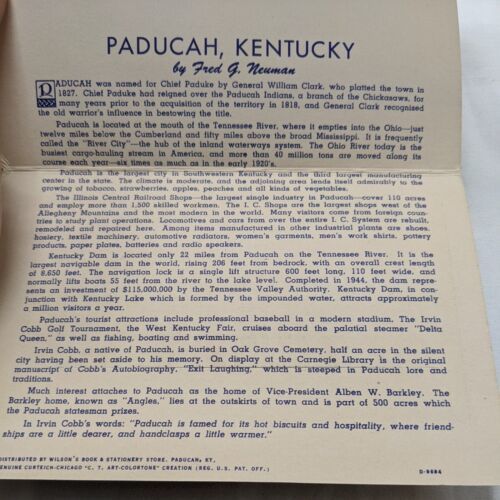 PADUCAH, KENTUCKY
by Fred G. Neuman
PADUCAH was named for Chief Paduke by General William Clark, who platted the town in
1827. Chief Paduke had reigned over the Paducah Indians, a branch of the Chickasaws, for
many years prior to the acquisition of the territory in 1818, and General Clark recognised
the old warrior's influence in bestowing the title.
Paducah is located at the mouth of the Tennessee River, where it empties into the Ohio—just
twelve miles below the Cumberland and fifty miles above the broad Mississippi. It is frequently
called the "River City"—the hub of the inland waterways system. The Ohio River today is the
busiest cargo-hauling stream in America, and more than 40 million tons are moved along its
course each year—six times as much as in the early 1920's.
Paducah is the largest city in Southwestern Kentucky and the third largest manufacturing
center in the state. The climate is moderate, and the adjoining area lends itself admirably to the
growing of tobacco, strawberries, apples, peaches and all kinds of vegetables.
The Illinois Central Railroad Shops—the largest single industry in Paducah—cover 110 acres
and employ more than 1,500 skilled workmen. The I. C. Shops are the largest shops west of the
Allegheny Mountains and the most modern in the world. Many visitors come from foreign coun-
tries to study plant operations. Locomotives and cars from over the entire I. C. System are rebuilt,
remodeled and repaired here. Among items manufactured in other industrial plants are shoes,
hosiery, textile machinery, automotive radiators, women's garments, men's work shirts, pottery
products, paper plates, batteries and radio speakers.
Kentucky Dam is located only 22 miles from Paducah on the Tennessee River. It is the
largest navigable dam in the world, rising 206 feet from bedrock, with an overall crest length
of 8,650 feet. The navigation lock is a single lift structure 600 feet long, 110 feet wide, and
normally lifts boats 55 feet from the river to the lake level. Completed in 1944, the dam repre-
sents an investment of $115,000,000 by the Tennessee Valley Authority. Kentucky Dam, in con-
junction with Kentucky Lake which is formed by the impounded water, attracts approximately
a million visitors a year.
Paducah's tourist attractions include professional baseball in a modern stadium, The Irvin
Cobb Golf Tournament, the West Kentucky Fair, cruises aboard the palatial steamer "Delta
Queen," as well as fishing, boating and swimming.
Irvin Cobb, a native of Paducah, is buried in Oak Grove Cemetery, half an acre in the silent
city having been set aside to his memory. On display at the Carnegie Library is the original
manuscript of Cobb's Autobiography, "Exit Laughing," which is steeped in Paducah lore and
traditions.
Much interest attaches to Paducah as the home of Vice-President Alben W. Barkley. The
Barkley home, known as "Angles," lies at the outskirts of town and is part of 500 acres which
the Paducah statesman prizes.
In Irvin Cobb's words: "Paducah is famed for its hot biscuits and hospitality, where friend-
ships are a little dearer, and handclasps a little warmer."
DISTRIBUTED BY WILSON'S BOOK & STATIONERY STORE, PADUCAH, KY.
GENUINE CURTEICH-CHICAGO "C. T. ART-COLORTONE" CREATION (REG. U.S. PAT. OFF.)
D-9684